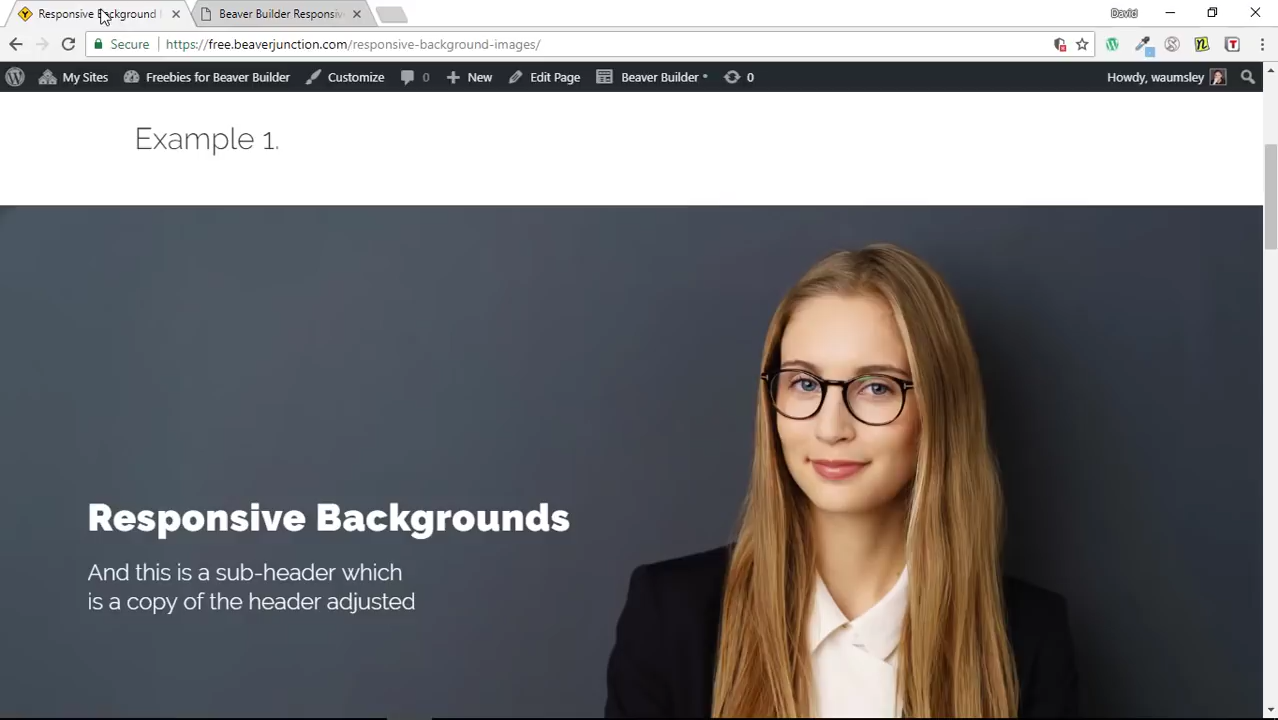 Responsive Background
Beaver Builder Responsiv
David
Secure
https://free.beaverjunction.com/responsive-background-images/
My Sites
Freebies for Beaver Builder
Customize
0
New
Edit Page
Beaver Builder
0
Howdy, waumsley
Example 1.
Responsive Backgrounds
And this is a sub-header which
is a copy of the header adjusted